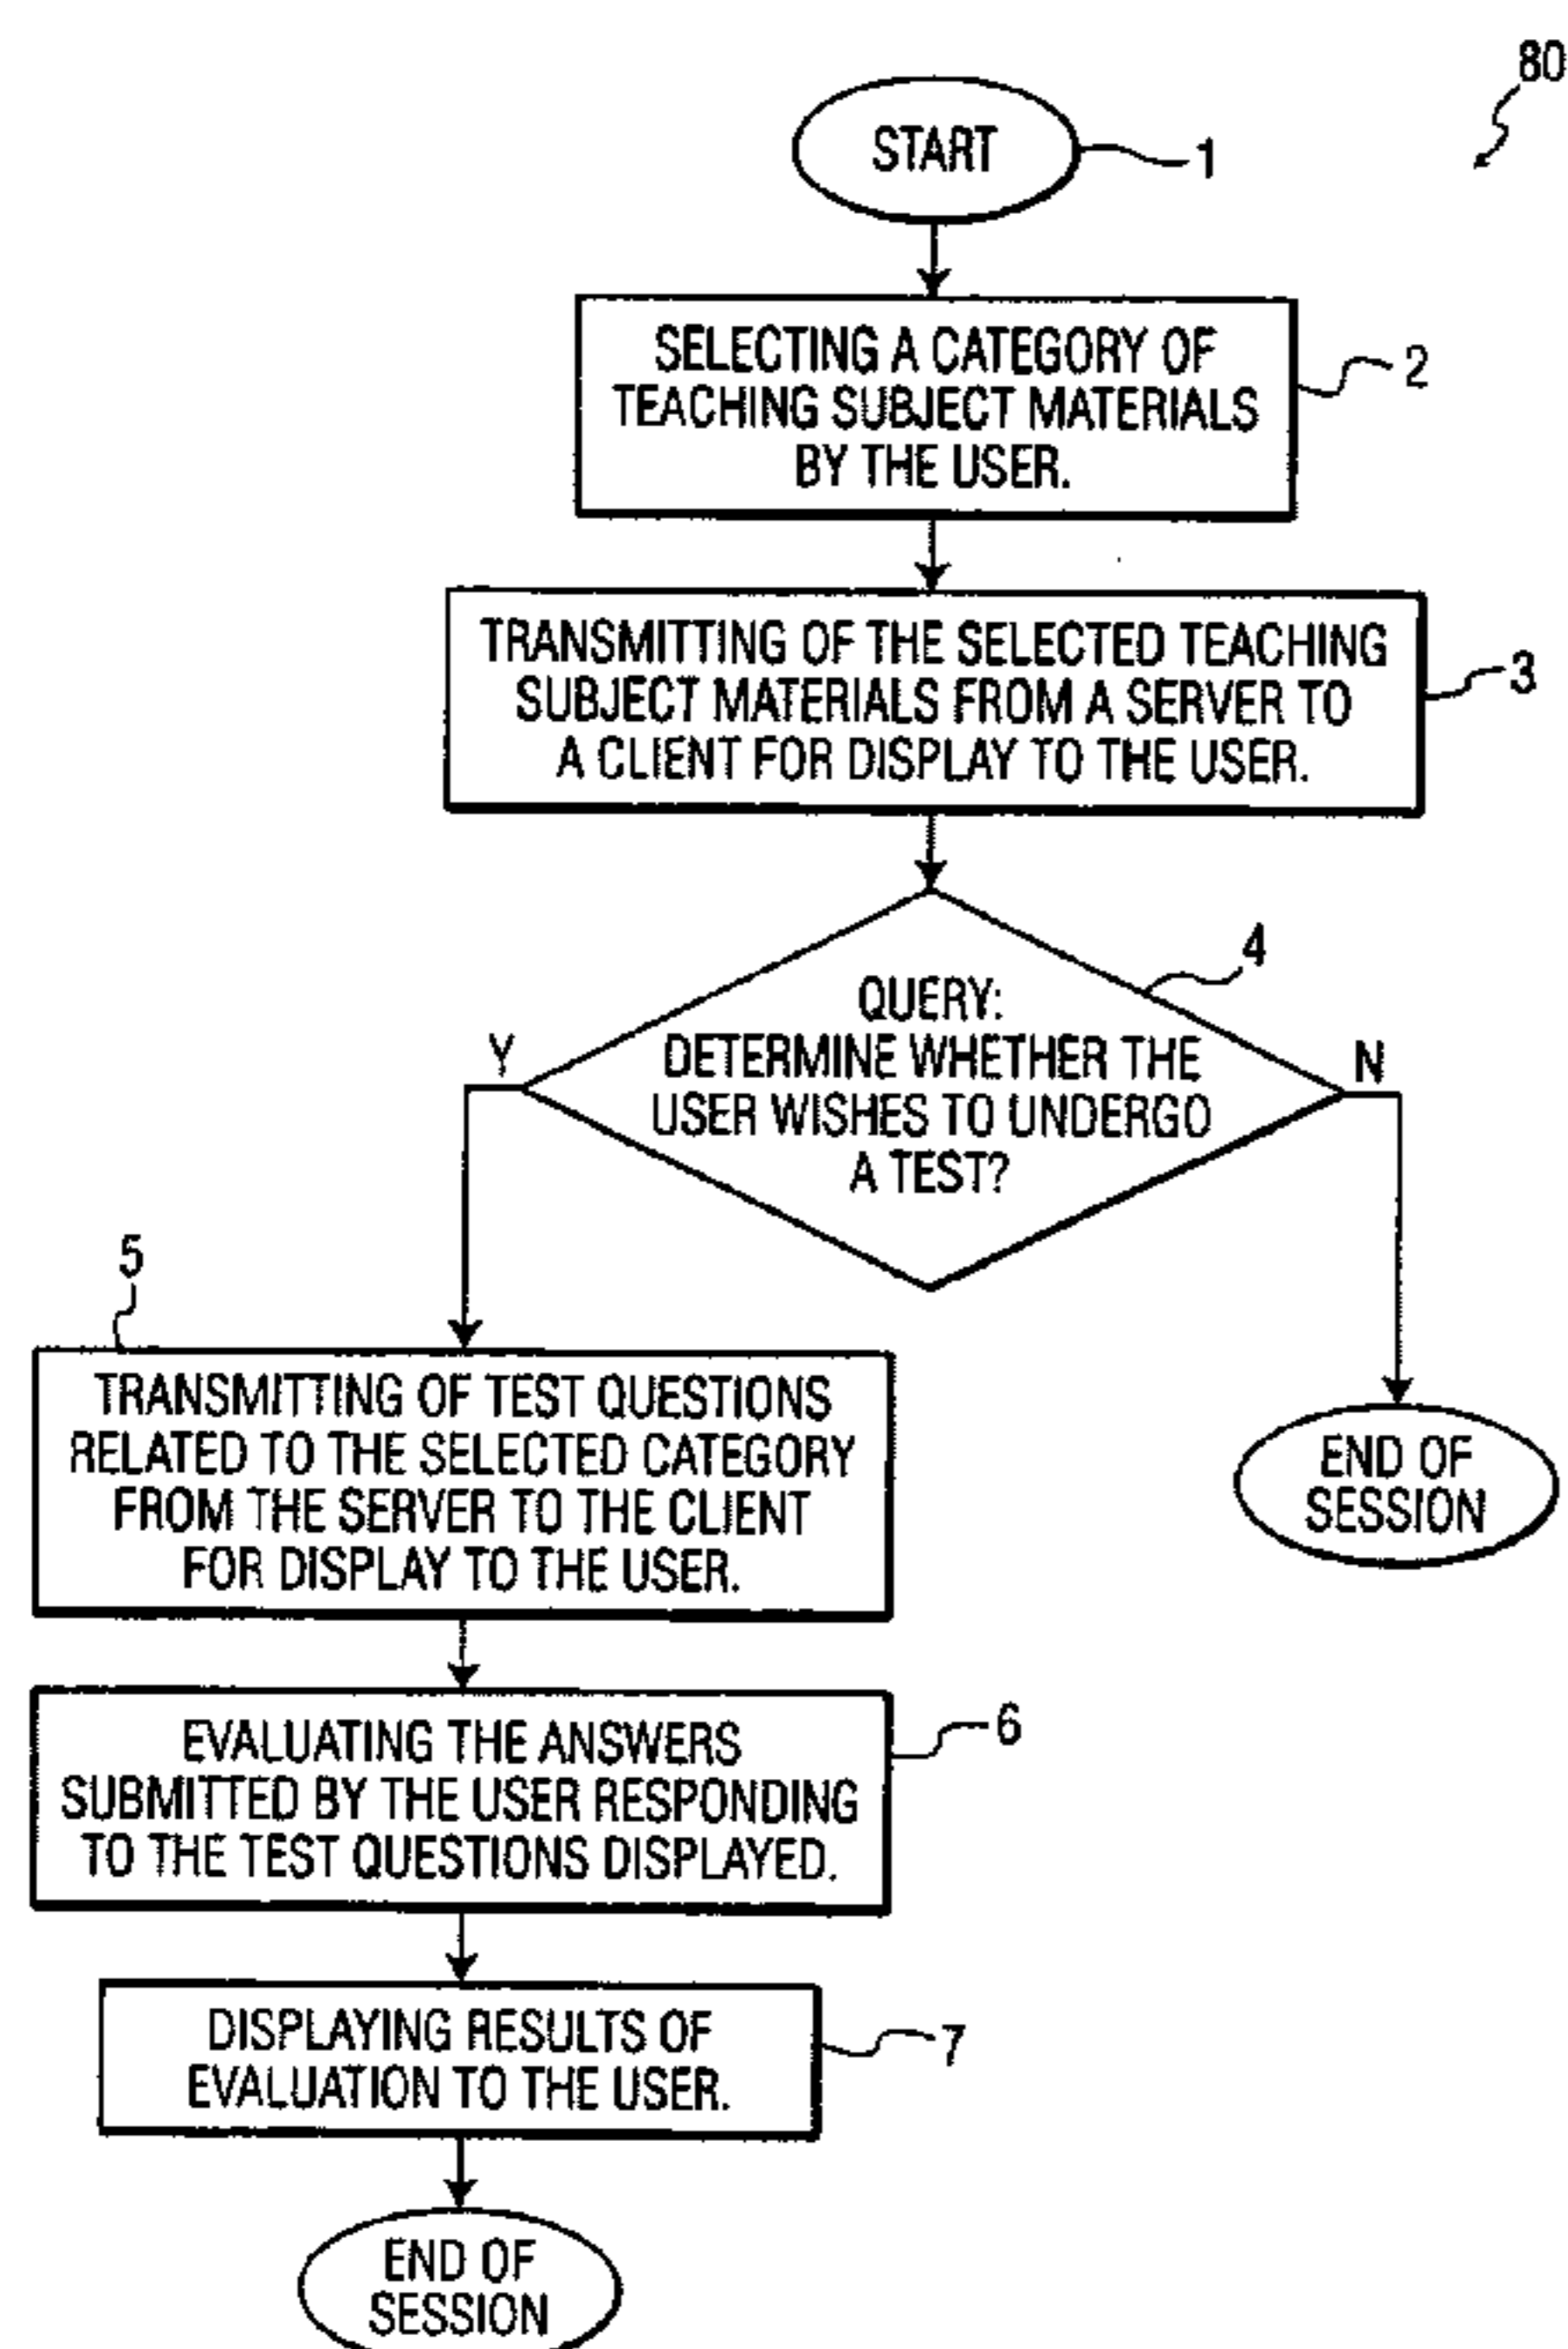 80
START
1
SELECTING A CATEGORY OF
TEACHING SUBJECT MATERIALS
BY THE USER.
2
TRANSMITTING OF THE SELECTED TEACHING
SUBJECT MATERIALS FROM A SERVER TO
A CLIENT FOR DISPLAY TO THE USER.
3
4
QUERY:
DETERMINE WHETHER THE
USER WISHES TO UNDERGO
A TEST?
Y
N
5
TRANSMITTING OF TEST QUESTIONS
RELATED TO THE SELECTED CATEGORY
FROM THE SERVER TO THE CLIENT
FOR DISPLAY TO THE USER.
END OF
SESSION
EVALUATING THE ANSWERS
SUBMITTED BY THE USER RESPONDING
TO THE TEST QUESTIONS DISPLAYED.
6
DISPLAYING RESULTS OF
EVALUATION TO THE USER.
7
END OF
SESSION